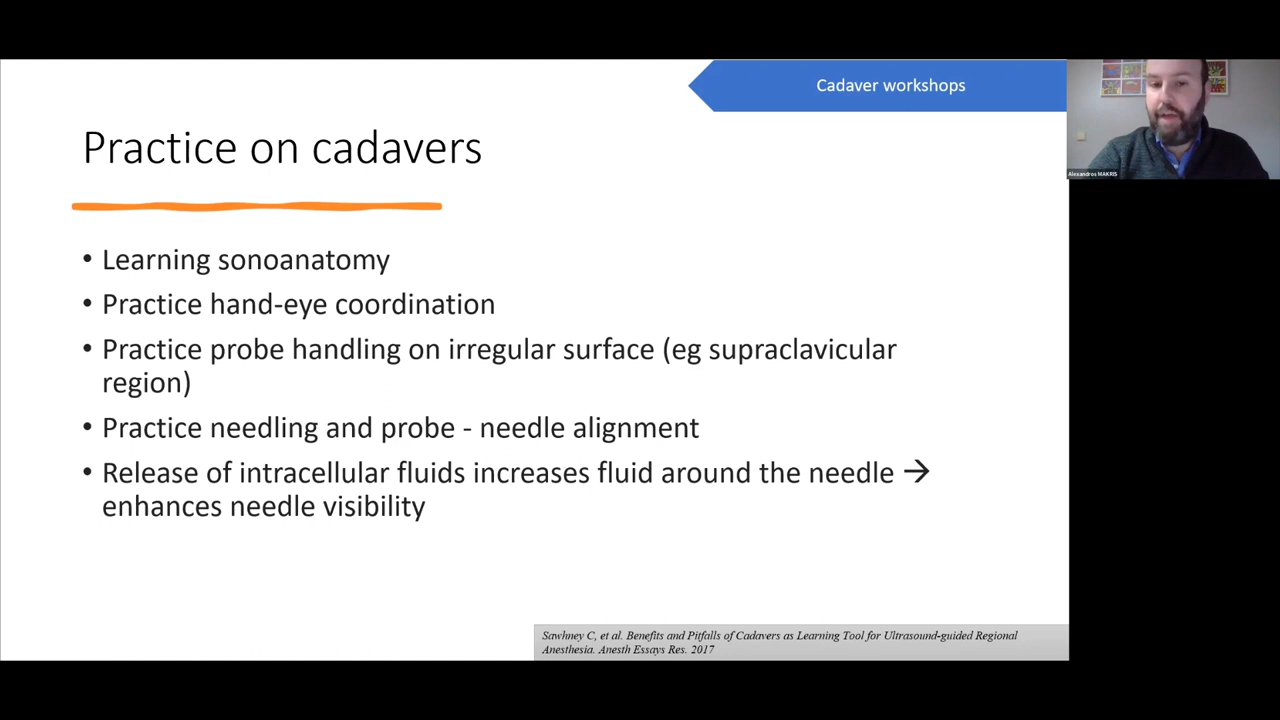 Cadaver workshops
Practice on cadavers
• Learning sonoanatomy
• Practice hand-eye coordination
• Practice probe handling on irregular surface (eg supraclavicular
region)
• Practice needling and probe - needle alignment
• Release of intracellular fluids increases fluid around the needle →
enhances needle visibility
Sawhney C, et al. Benefits and Pitfalls of Cadavers as Learning Tool for Ultrasound-guided Regional
Anesthesia. Anesth Essays Res. 2017
Alexandros MAKRIS